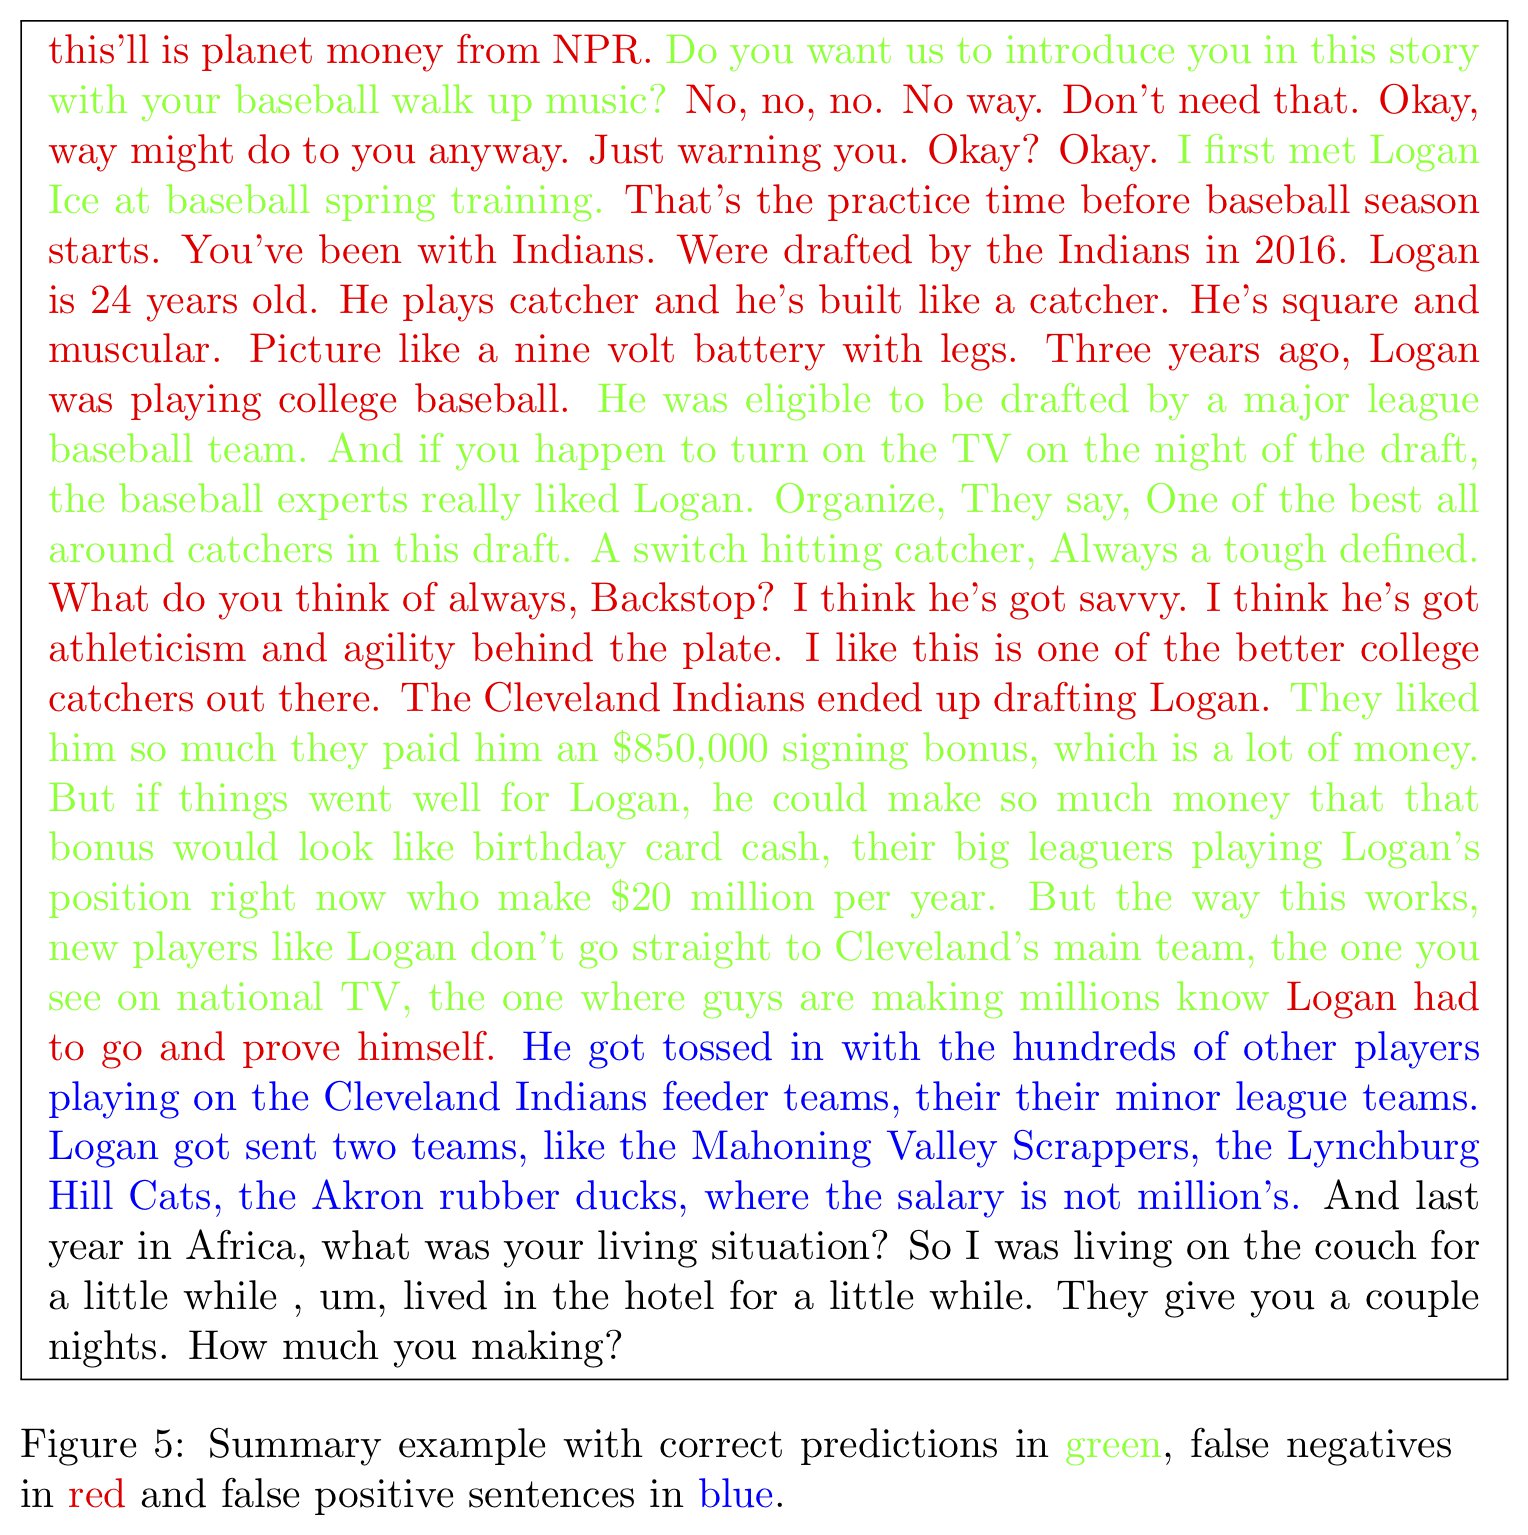 this'll is planet money from NPR. Do you want us to introduce you in this story
with your baseball walk up music? No, no, no. No way. Don't need that. Okay,
way might do to you anyway. Just warning you. Okay? Okay. I first met Logan
Ice at baseball spring training. That's the practice time before baseball season
starts. You've been with Indians. Were drafted by the Indians in 2016. Logan
is 24 years old. He plays catcher and he's built like a catcher. He's square and
muscular. Picture like a nine volt battery with legs. Three years ago, Logan
was playing college baseball. He was eligible to be drafted by a major league
baseball team. And if you happen to turn on the TV on the night of the draft,
the baseball experts really liked Logan. Organize, They say, One of the best all
around catchers in this draft. A switch hitting catcher, Always a tough defined.
What do you think of always, Backstop? I think he's got savvy. I think he's got
athleticism and agility behind the plate. I like this is one of the better college
catchers out there. The Cleveland Indians ended up drafting Logan. They liked
him so much they paid him an $850,000 signing bonus, which is a lot of money.
But if things went well for Logan, he could make so much money that that
bonus would look like birthday card cash, their big leaguers playing Logan's
position right now who make $20 million per year. But the way this works,
new players like Logan don't go straight to Cleveland's main team, the one you
see on national TV, the one where guys are making millions know Logan had
to go and prove himself. He got tossed in with the hundreds of other players
playing on the Cleveland Indians feeder teams, their their minor league teams.
Logan got sent two teams, like the Mahoning Valley Scrappers, the Lynchburg
Hill Cats, the Akron rubber ducks, where the salary is not million's. And last
year in Africa, what was your living situation? So I was living on the couch for
a little while , um, lived in the hotel for a little while. They give you a couple
nights. How much you making?
Figure 5: Summary example with correct predictions in green, false negatives
in red and false positive sentences in blue.